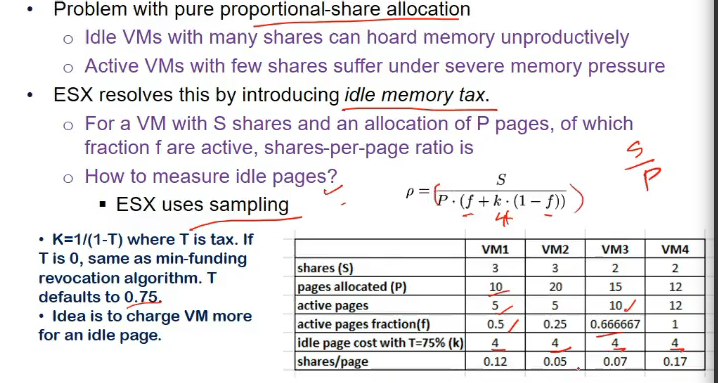 • Problem with pure proportional-share allocation
o Idle VMs with many shares can hoard memory unproductively
o Active VMs with few shares suffer under severe memory pressure
• ESX resolves this by introducing idle memory tax.
o For a VM with S shares and an allocation of P pages, of which
fraction f are active, shares-per-page ratio is
S
P
o How to measure idle pages?
ρ = S / P · (f + k · (1 − f))
4
▪ ESX uses sampling
• K=1/(1-T) where T is tax. If
T is 0, same as min-funding
revocation algorithm. T
defaults to 0.75.
• Idea is to charge VM more
for an idle page.
VM1 VM2 VM3 VM4
shares (S) 3 3 2 2
pages allocated (P) 10 20 15 12
active pages 5 5 10 12
active pages fraction(f) 0.5 0.25 0.666667 1
idle page cost with T=75% (k) 4 4 4 4
shares/page 0.12 0.05 0.07 0.17